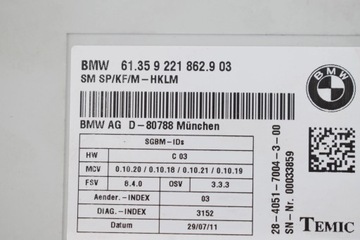 BMW 61.35 9 221 862.9 03
SM SP/KF/M-HKLM
BMW AG D-80788 München
SGBM-IDs
HW C 03
MCV 0.10.20 / 0.10.18 / 0.10.21 / 0.10.19
FSV 8.4.0 OSV 3.3.3
Aender.-INDEX 03
DIAG.-INDEX 3152
Datum 29/07/11
BMW
28-4051-7004-3-00
SN-Nr. 00033859
TEMIC